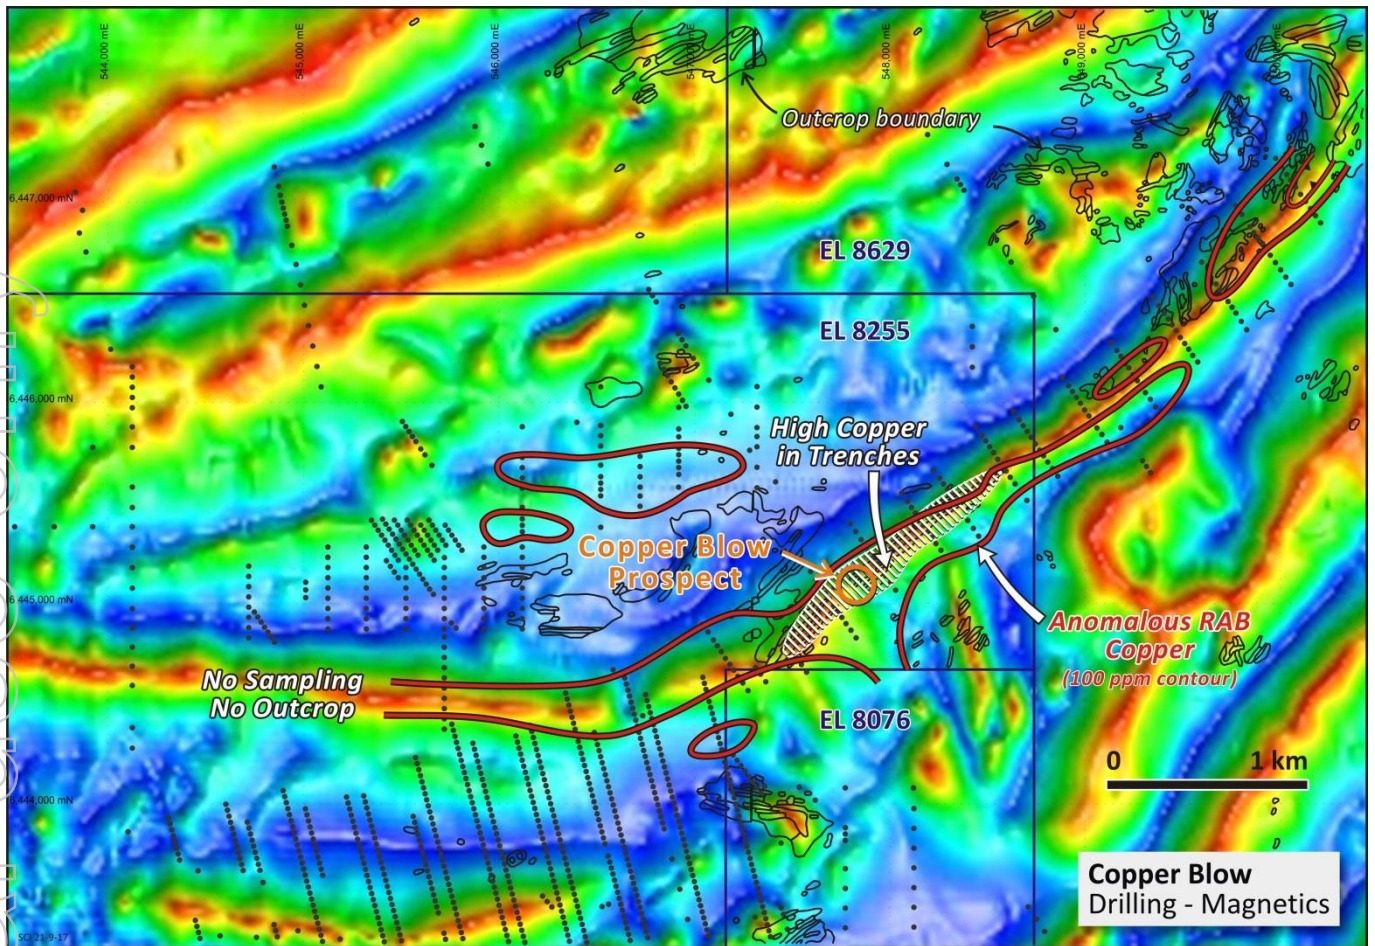 544,000 mE
545,000 mE
546,000 mE
548,000 mE
549,000 mE
Outcrop boundary
6,447,000 mN
EL 8629
EL 8255
6,446,000 mN
High Copper
in Trenches
Copper Blow
Prospect
6,445,000 mN
Anomalous RAB
Copper
(100 ppm contour)
No Sampling
No Outcrop
EL 8076
0 1 km
6,444,000 mN
Copper Blow
Drilling - Magnetics